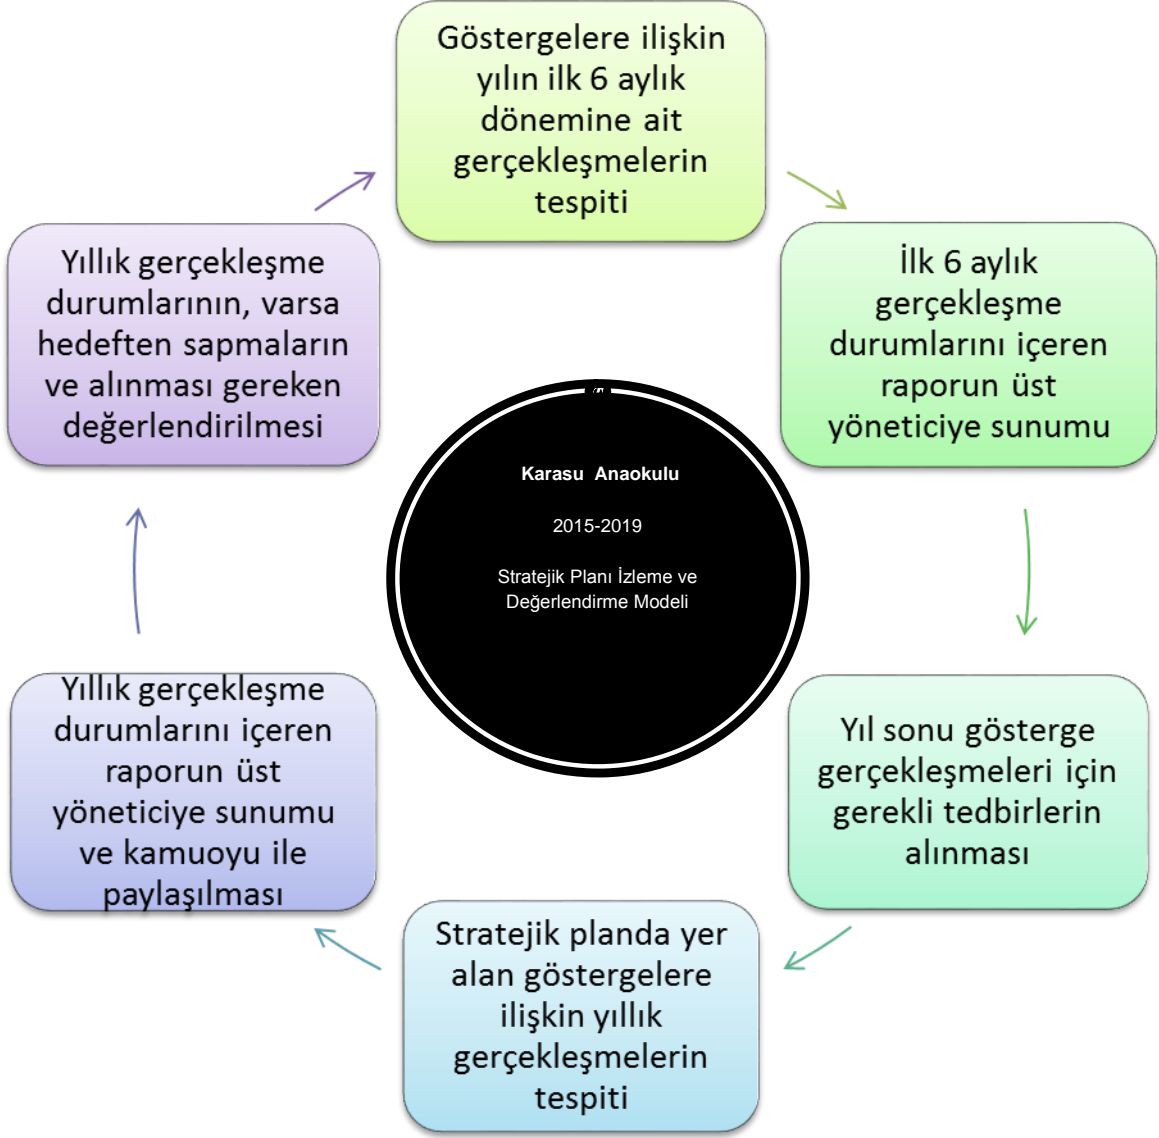 Göstergelere ilişkin
yılın ilk 6 aylık
dönemine ait
gerçekleşmelerin
tespiti
İlk 6 aylık
gerçekleşme
durumlarını içeren
raporun üst
yöneticiye sunumu
Yıl sonu gösterge
gerçekleşmeleri için
gerekli tedbirlerin
alınması
Stratejik planda yer
alan göstergelere
ilişkin yıllık
gerçekleşmelerin
tespiti
Yıllık gerçekleşme
durumlarını içeren
raporun üst
yöneticiye sunumu
ve kamuoyu ile
paylaşılması
Yıllık gerçekleşme
durumlarının, varsa
hedeften sapmaların
ve alınması gereken
değerlendirilmesi
Karasu Anaokulu
2015-2019
Stratejik Planı İzleme ve
Değerlendirme Modeli